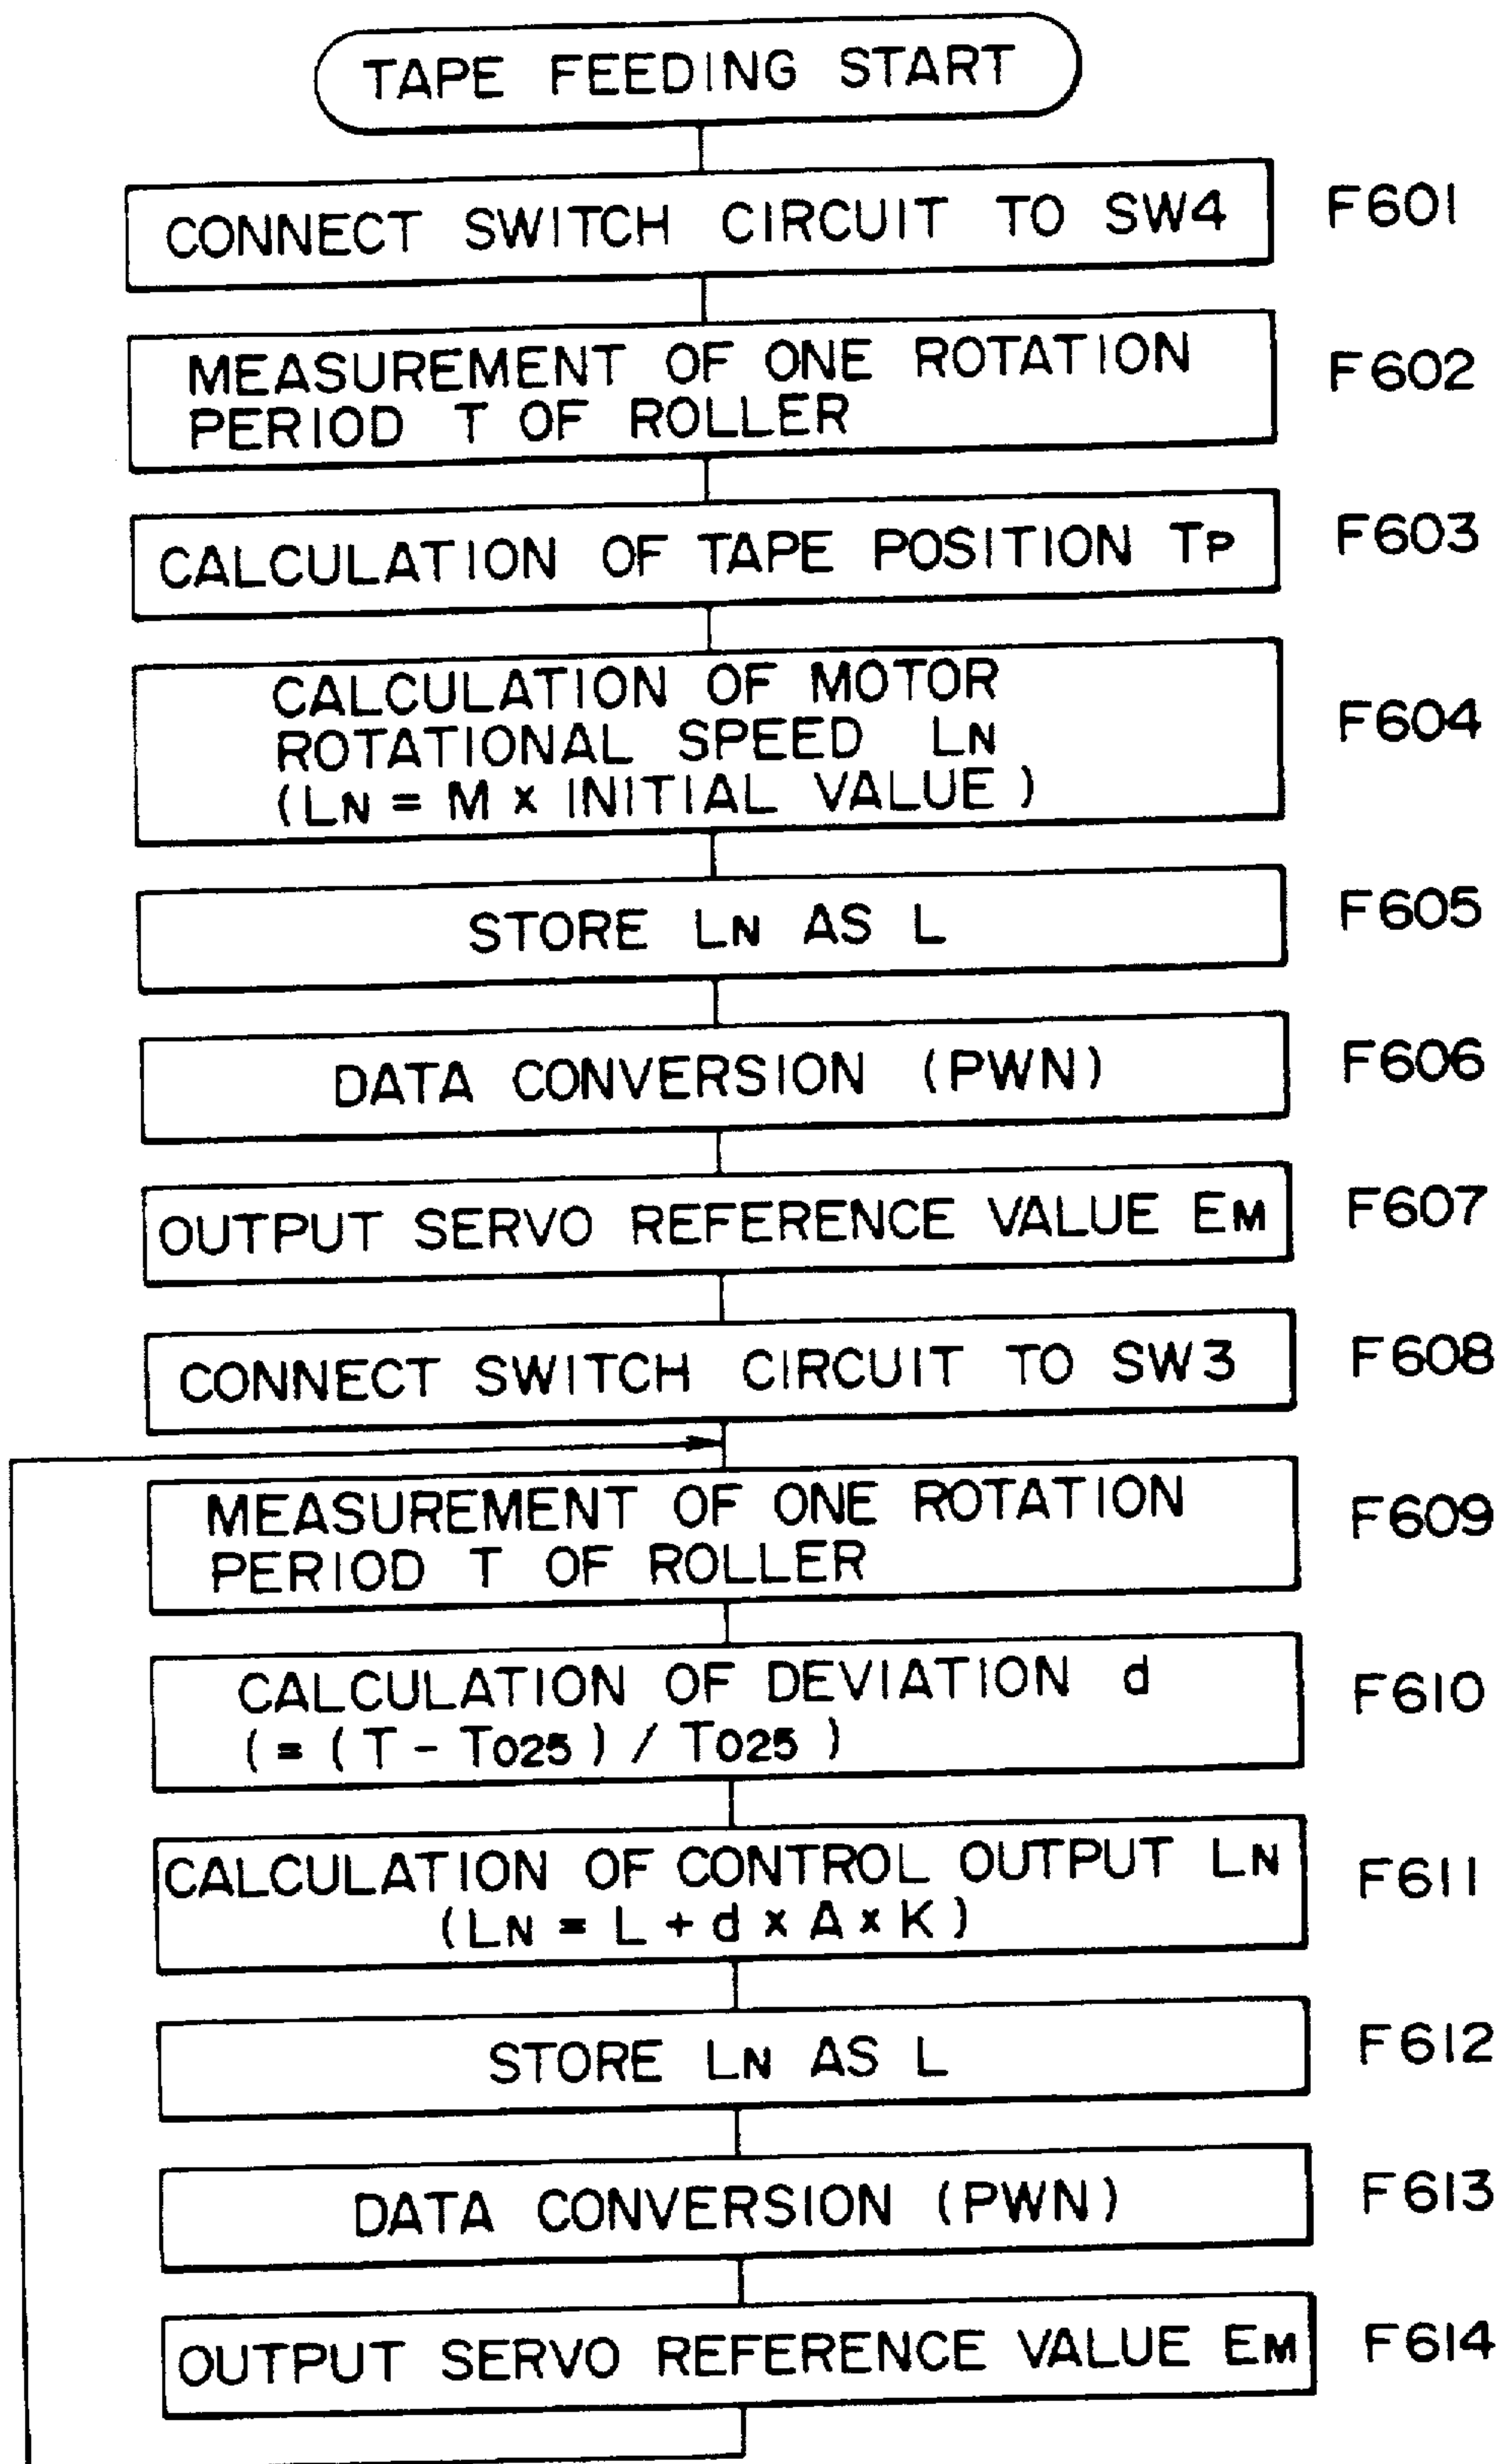 TAPE FEEDING START
CONNECT SWITCH CIRCUIT TO SW4
F601
MEASUREMENT OF ONE ROTATION
PERIOD T OF ROLLER
F602
CALCULATION OF TAPE POSITION TP
F603
CALCULATION OF MOTOR
ROTATIONAL SPEED LN
(LN = M × INITIAL VALUE)
F604
STORE LN AS L
F605
DATA CONVERSION (PWN)
F606
OUTPUT SERVO REFERENCE VALUE EM
F607
CONNECT SWITCH CIRCUIT TO SW3
F608
MEASUREMENT OF ONE ROTATION
PERIOD T OF ROLLER
F609
CALCULATION OF DEVIATION d
(= (T - T025) / T025)
F610
CALCULATION OF CONTROL OUTPUT LN
(LN = L + d × A × K)
F611
STORE LN AS L
F612
DATA CONVERSION (PWN)
F613
OUTPUT SERVO REFERENCE VALUE EM
F614